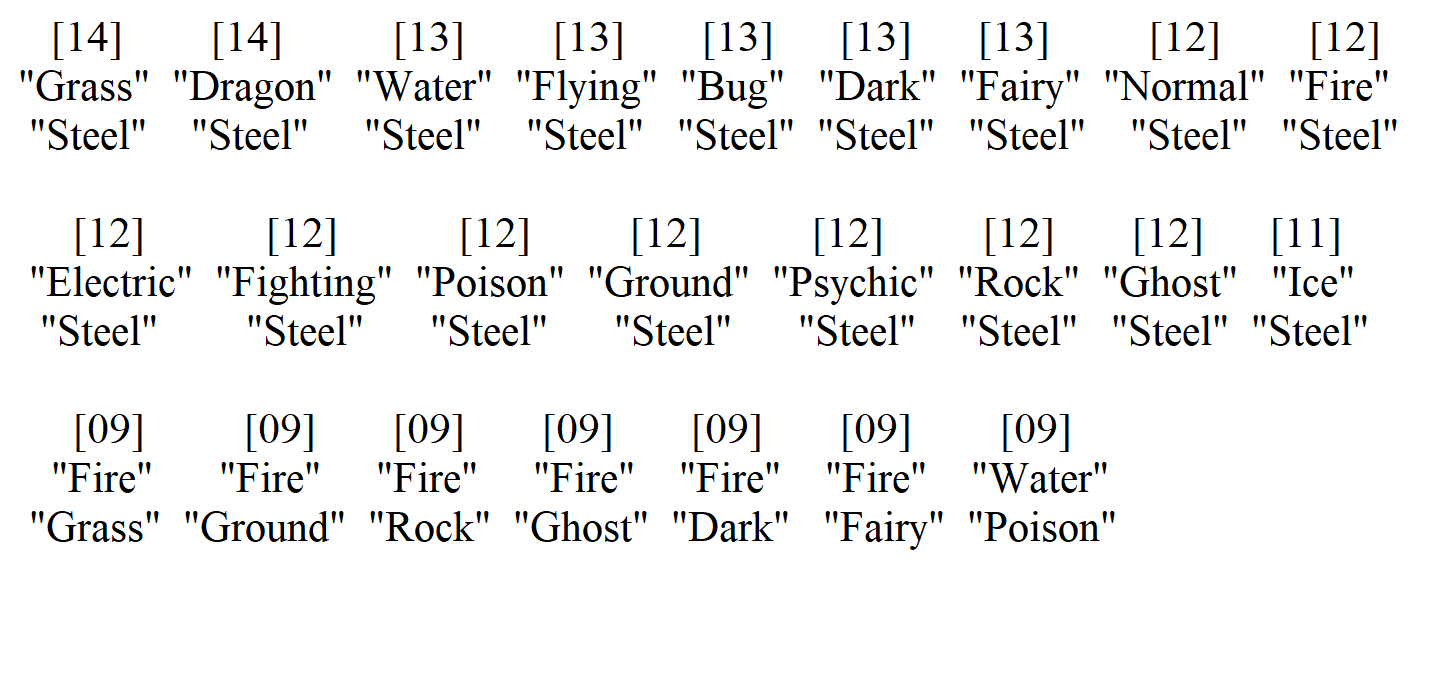 [14] [14] [13] [13] [13] [13] [13] [12] [12]
"Grass" "Dragon" "Water" "Flying" "Bug" "Dark" "Fairy" "Normal" "Fire"
"Steel" "Steel" "Steel" "Steel" "Steel" "Steel" "Steel" "Steel" "Steel"
[12] [12] [12] [12] [12] [12] [12] [11]
"Electric" "Fighting" "Poison" "Ground" "Psychic" "Rock" "Ghost" "Ice"
"Steel" "Steel" "Steel" "Steel" "Steel" "Steel" "Steel" "Steel"
[09] [09] [09] [09] [09] [09] [09]
"Fire" "Fire" "Fire" "Fire" "Fire" "Fire" "Water"
"Grass" "Ground" "Rock" "Ghost" "Dark" "Fairy" "Poison"